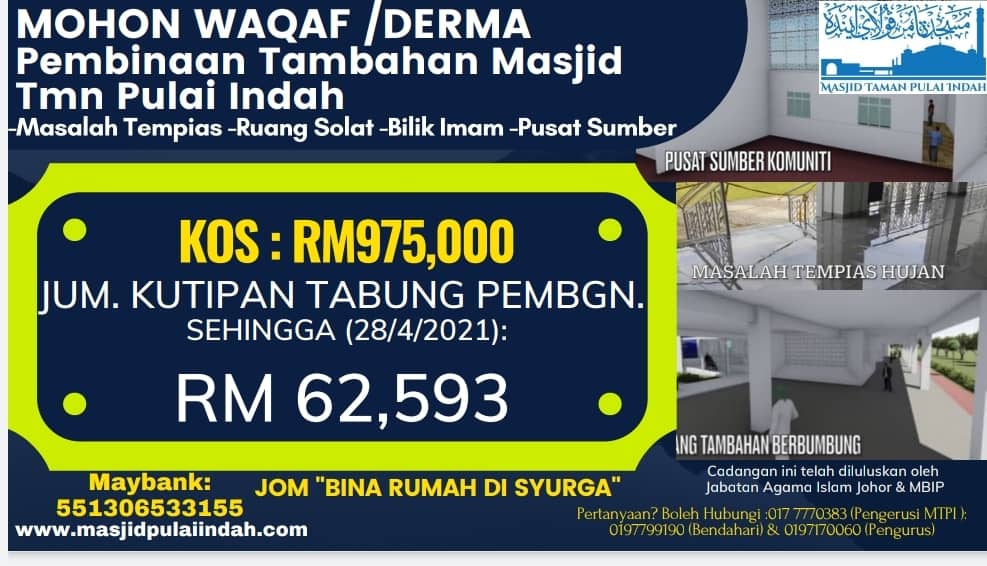 MOHON WAQAF /DERMA
Pembinaan Tambahan Masjid
Tmn Pulai Indah
-Masalah Tempias -Ruang Solat -Bilik Imam -Pusat Sumber
MASJID TAMAN PULAI INDAH
PUSAT SUMBER KOMUNITI
MASALAH TEMPIAS HUJAN
ANG TAMBAHAN BERBUMBUNG
KOS : RM975,000
JUM. KUTIPAN TABUNG PEMBGN.
SEHINGGA (28/4/2021):
RM 62,593
Maybank:
551306533155
JOM "BINA RUMAH DI SYURGA"
www.masjidpulaiindah.com
Cadangan ini telah diluluskan oleh
Jabatan Agama Islam Johor & MBIP
Pertanyaan? Boleh Hubungi :017 7770383 (Pengerusi MTPI ):
0197799190 (Bendahari) & 0197170060 (Pengurus)